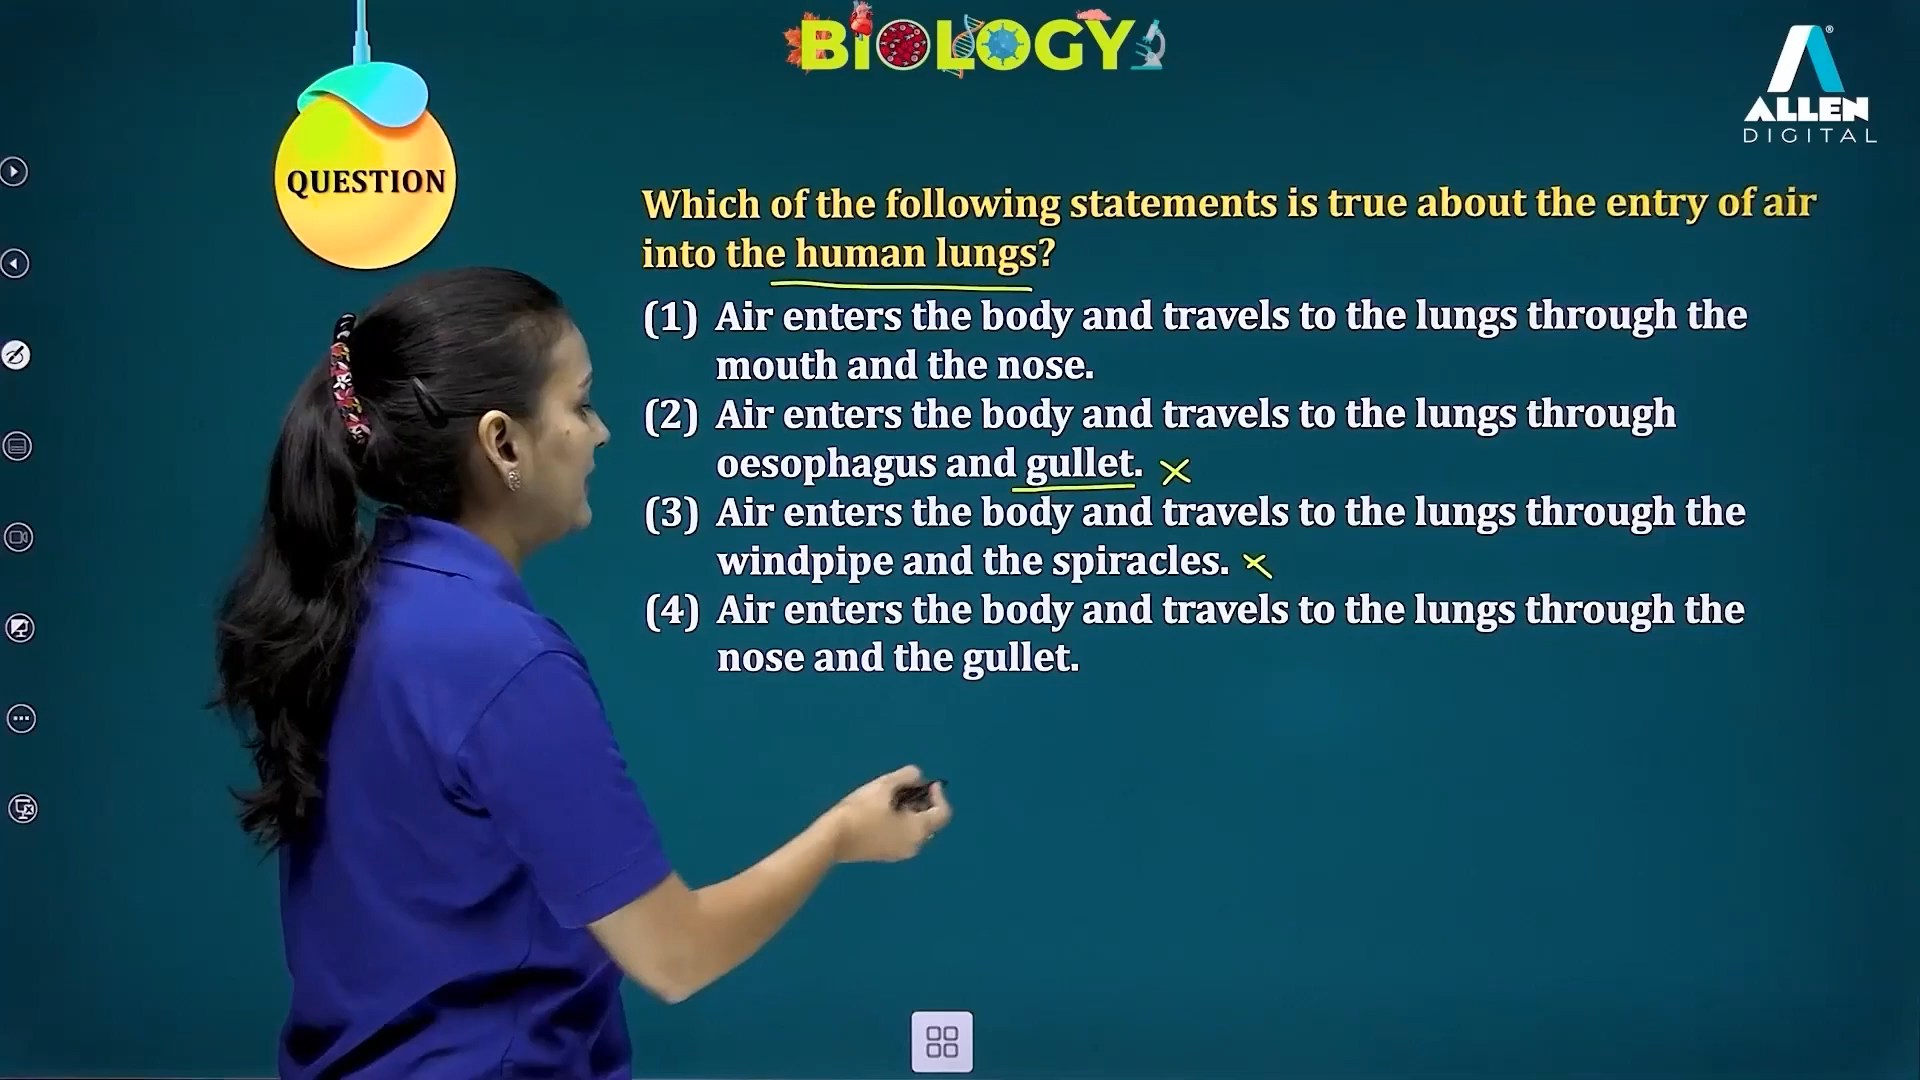 BIOLOGY
ALLEN
DIGITAL
QUESTION
Which of the following statements is true about the entry of air
into the human lungs?
(1) Air enters the body and travels to the lungs through the
mouth and the nose.
(2) Air enters the body and travels to the lungs through
oesophagus and gullet.
(3) Air enters the body and travels to the lungs through the
windpipe and the spiracles.
(4) Air enters the body and travels to the lungs through the
nose and the gullet.